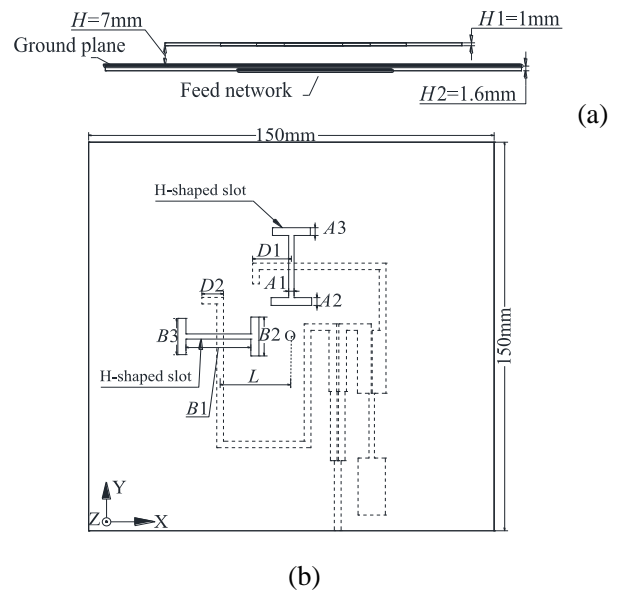 H=7mm
H1=1mm
Ground plane
Feed network
H2=1.6mm
(a)
150mm
H-shaped slot
A3
D1
D2
A1
A2
B3
B2
O
H-shaped slot
L
B1
150mm
Y
Z
X
(b)